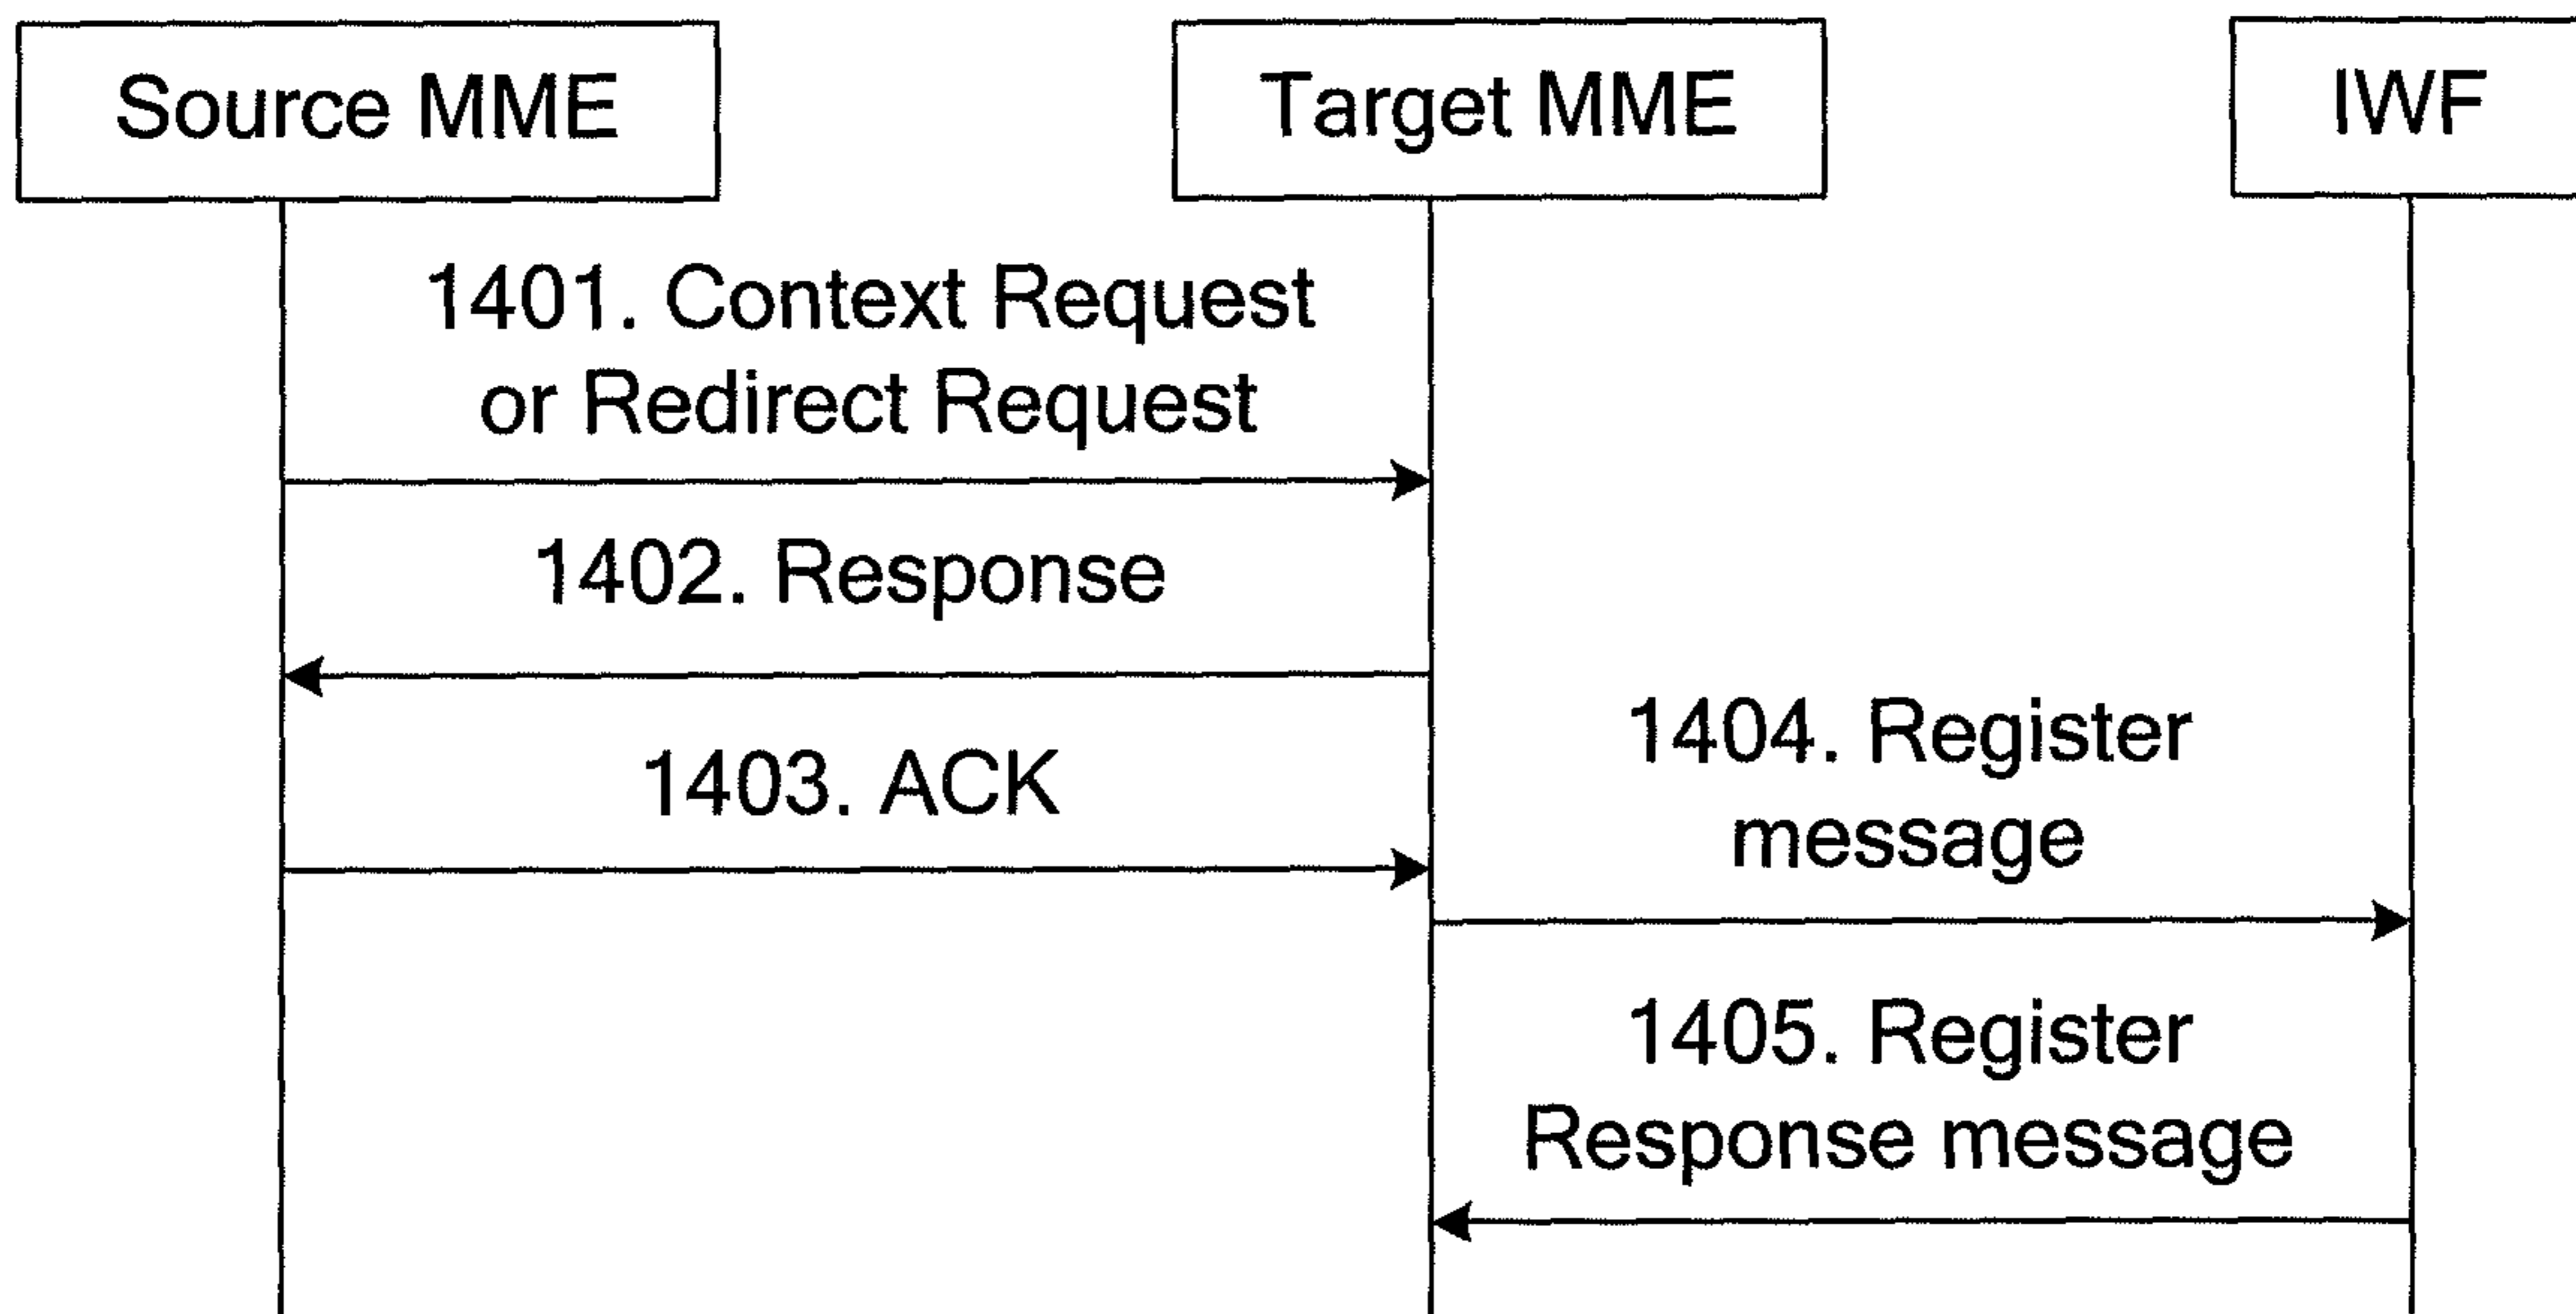 Source MME
Target MME
IWF
1401. Context Request
or Redirect Request
1402. Response
1403. ACK
1404. Register
message
1405. Register
Response message